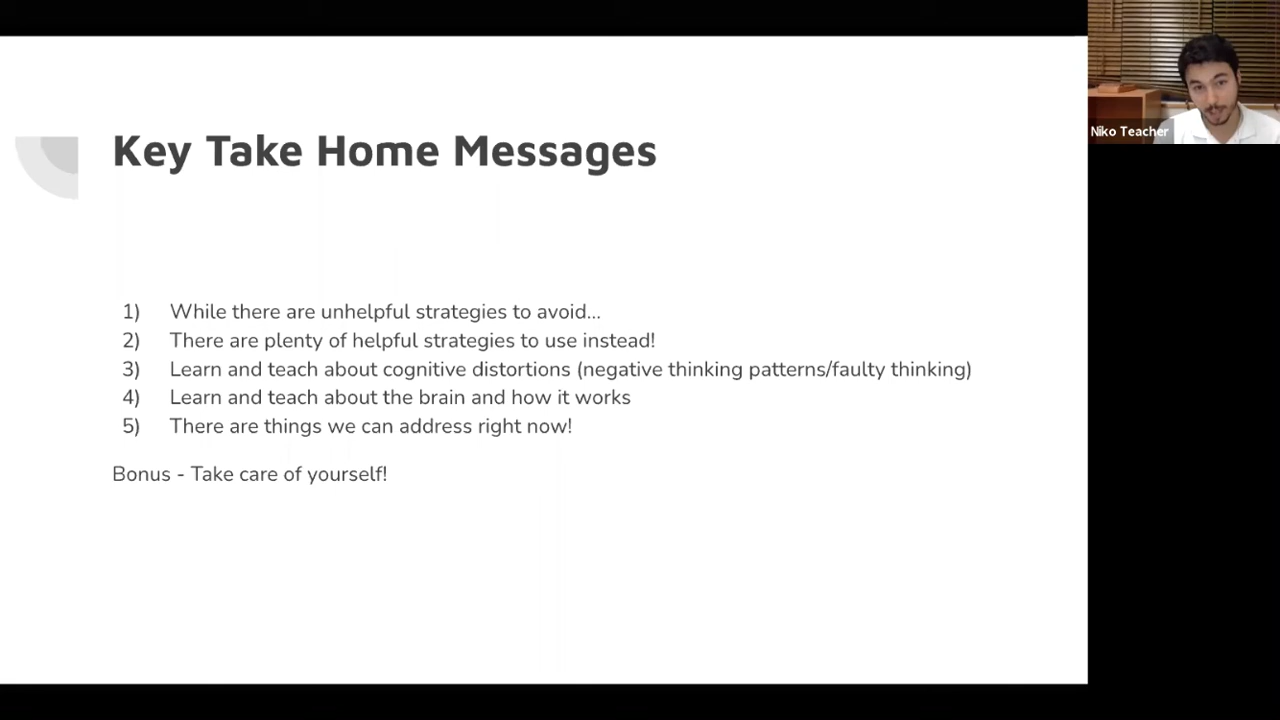 Key Take Home Messages
1) While there are unhelpful strategies to avoid...
2) There are plenty of helpful strategies to use instead!
3) Learn and teach about cognitive distortions (negative thinking patterns/faulty thinking)
4) Learn and teach about the brain and how it works
5) There are things we can address right now!
Bonus - Take care of yourself!
Niko Teacher